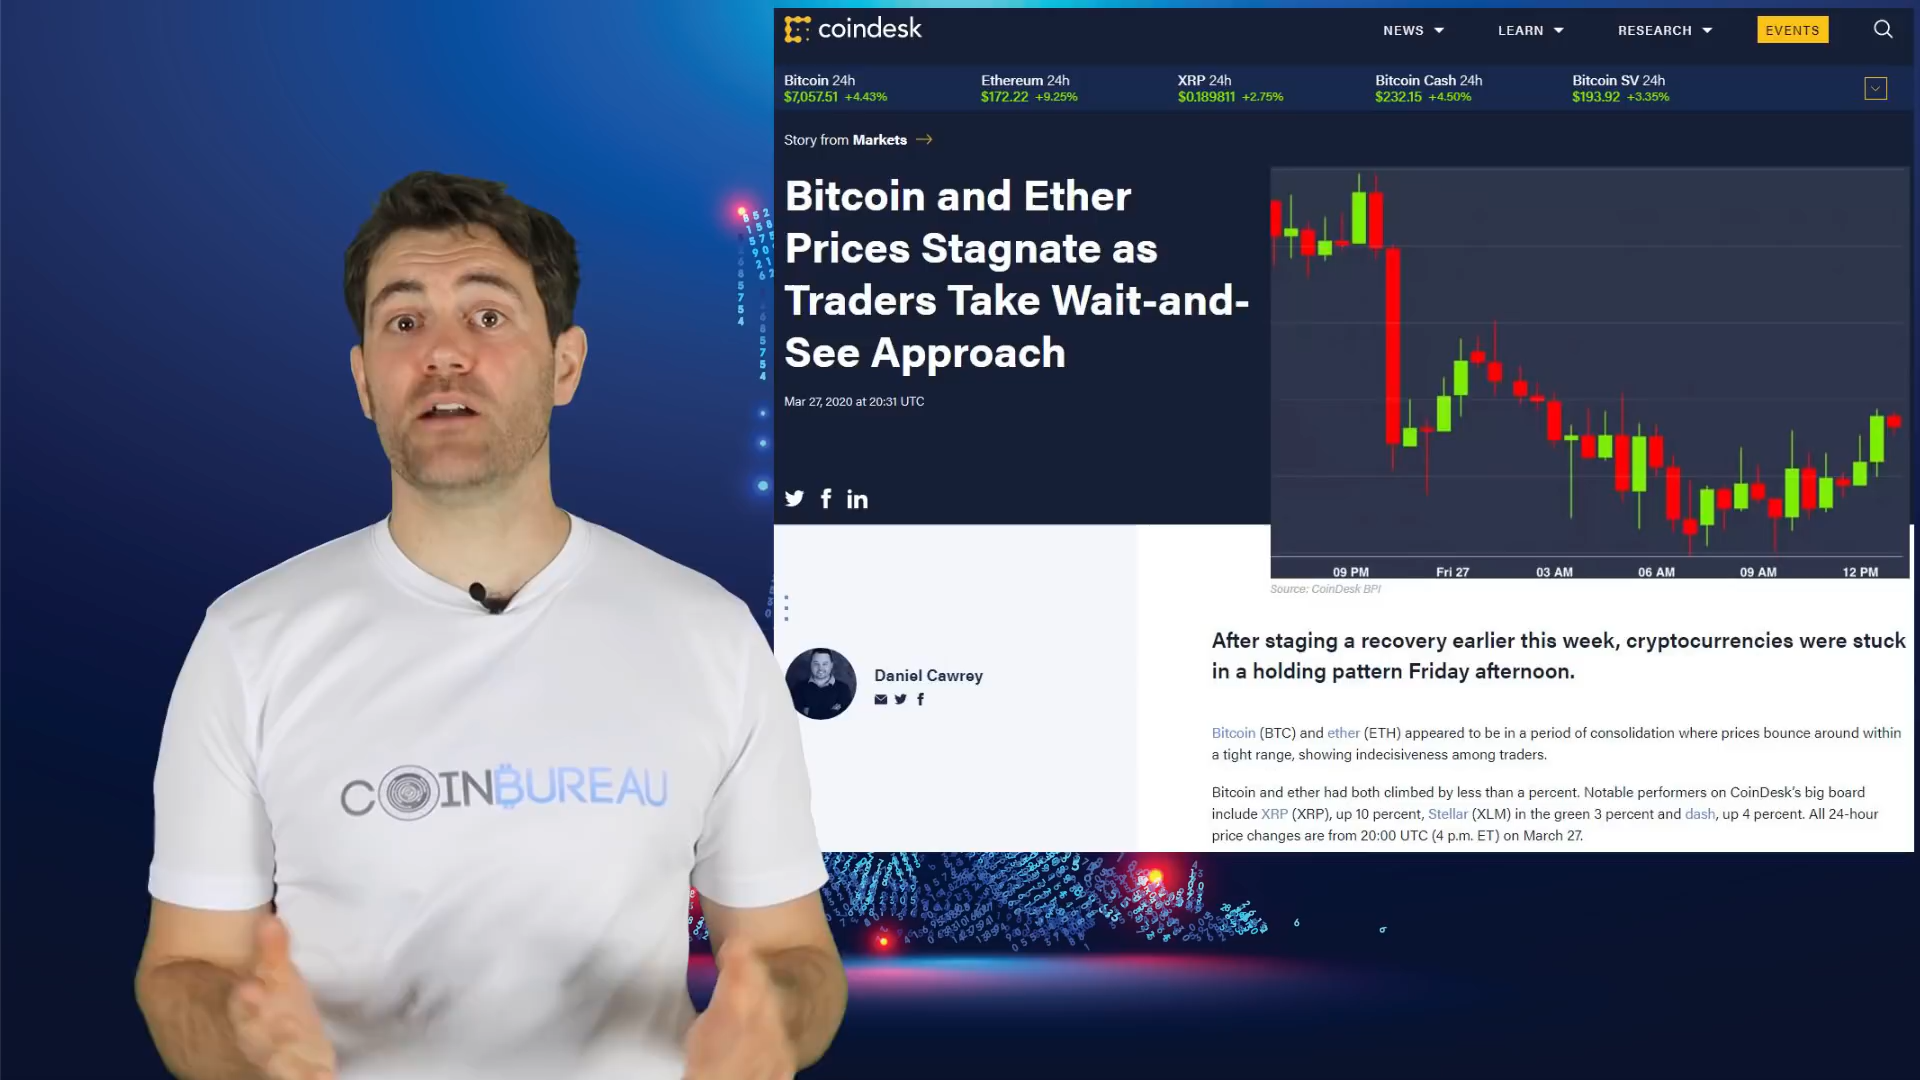 coindesk
NEWS
LEARN
RESEARCH
EVENTS
Bitcoin 24h
$7,057.51 +4.43%
Ethereum 24h
$172.22 +9.25%
XRP 24h
$0.189811 +2.75%
Bitcoin Cash 24h
$232.15 +4.50%
Bitcoin SV 24h
$193.92 +3.35%
Story from Markets
Bitcoin and Ether
Prices Stagnate as
Traders Take Wait-and-
See Approach
Mar 27, 2020 at 20:31 UTC
09 PM
Fri 27
03 AM
06 AM
09 AM
12 PM
Source: CoinDesk BPI
Daniel Cawrey
After staging a recovery earlier this week, cryptocurrencies were stuck
in a holding pattern Friday afternoon.
Bitcoin (BTC) and ether (ETH) appeared to be in a period of consolidation where prices bounce around within
a tight range, showing indecisiveness among traders.
Bitcoin and ether had both climbed by less than a percent. Notable performers on CoinDesk's big board
include XRP (XRP), up 10 percent, Stellar (XLM) in the green 3 percent and dash, up 4 percent. All 24-hour
price changes are from 20:00 UTC (4 p.m. ET) on March 27.
COINBUREAU